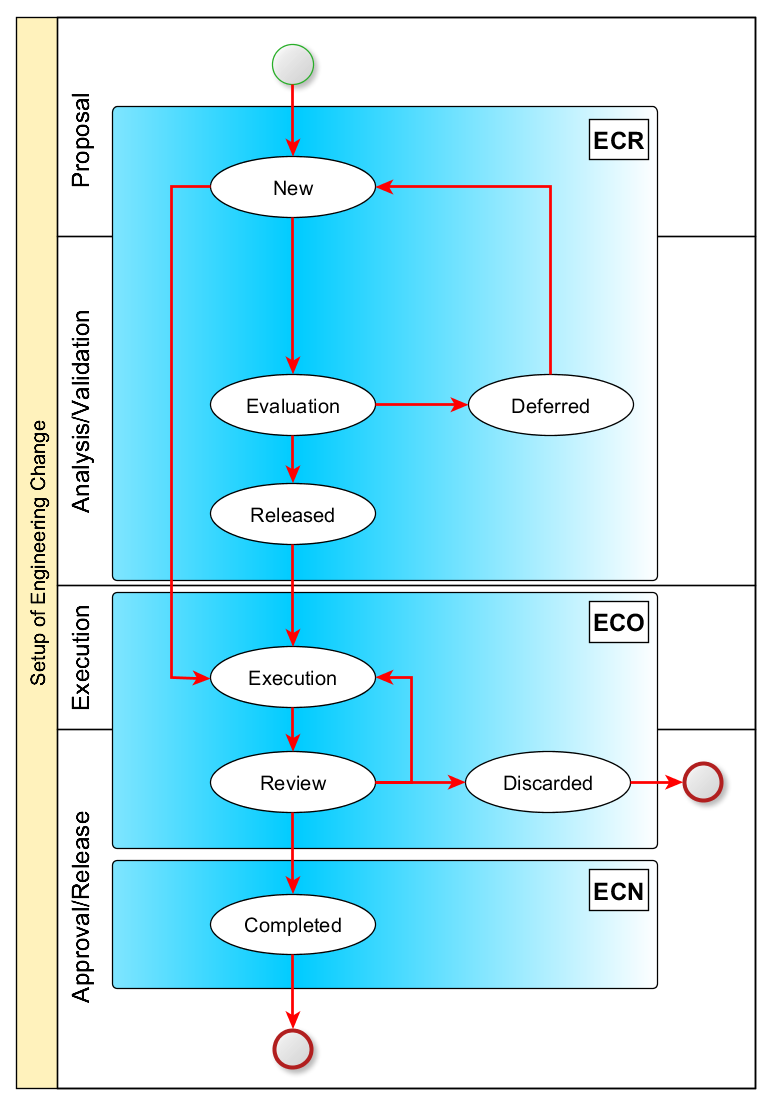 Setup of Engineering Change
Proposal
ECR
New
Analysis/Validation
Evaluation
Deferred
Released
Execution
ECO
Execution
Review
Discarded
Approval/Release
ECN
Completed